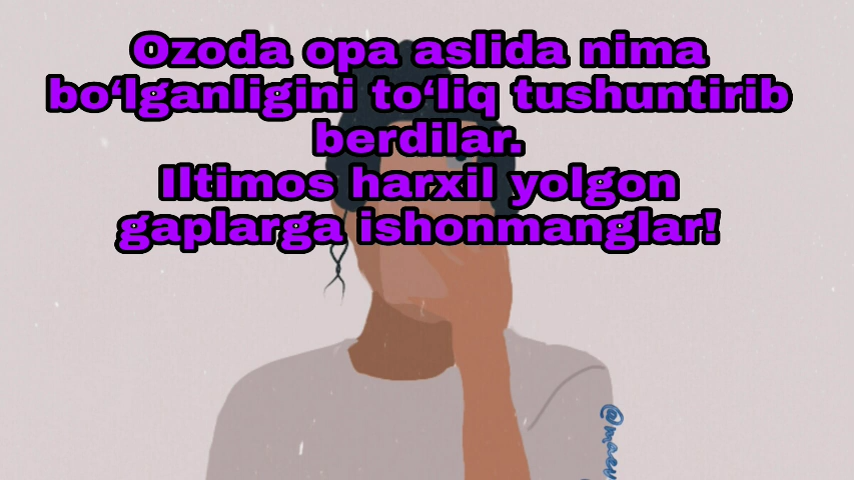 Ozoda opa aslida nima
bo‘lganligini to‘liq tushuntirib
berdilar.
Iltimos harxil yolgon
gaplarga ishonmanglar!